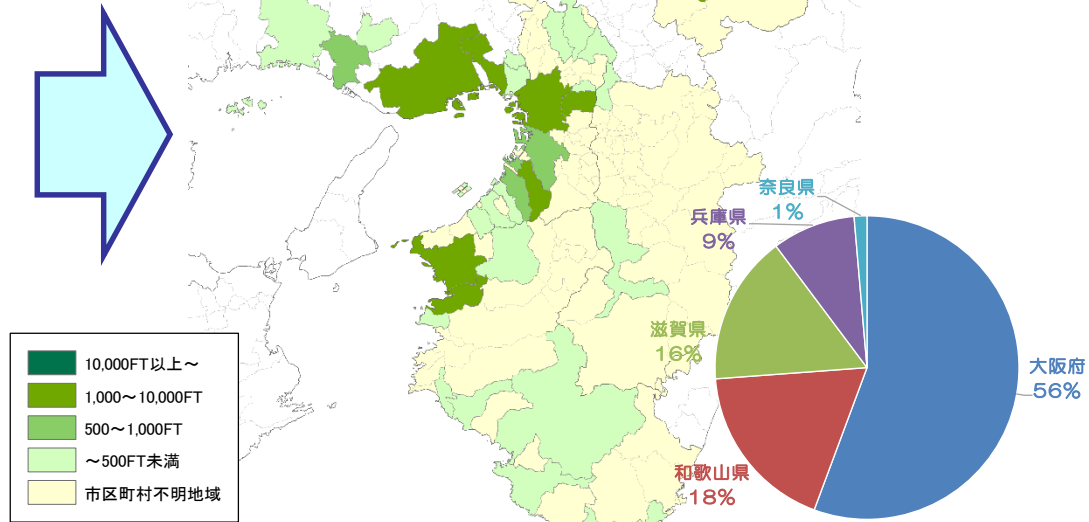 奈良県
1%
兵庫県
9%
滋賀県
16%
大阪府
56%
和歌山県
18%
10,000FT以上～
1,000～10,000FT
500～1,000FT
～500FT未満
市区町村不明地域